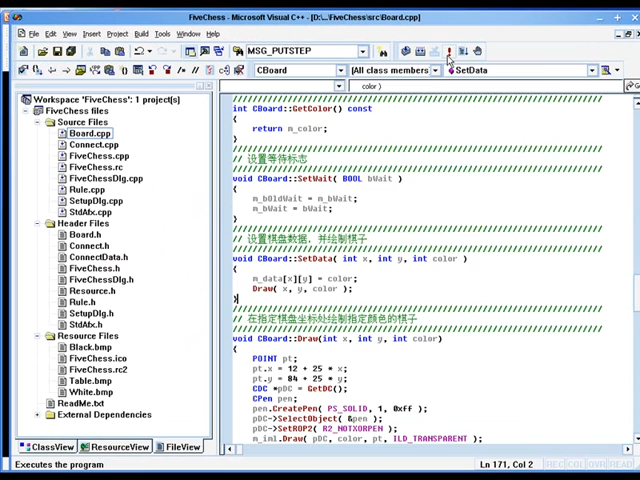 FiveChess - Microsoft Visual C++ - [D:\...\FiveChess\src\Board.cpp]
File Edit View Insert Project Build Tools Window Help
MSG_PUTSTEP
CBoard [All class members] SetData
color )
Workspace 'FiveChess': 1 project(s)
FiveChess files
Source Files
Board.cpp
Connect.cpp
FiveChess.cpp
FiveChess.rc
FiveChessDlg.cpp
Rule.cpp
SetupDlg.cpp
StdAfx.cpp
Header Files
Board.h
Connect.h
ConnectData.h
FiveChess.h
FiveChessDlg.h
Resource.h
Rule.h
SetupDlg.h
StdAfx.h
Resource Files
Black.bmp
FiveChess.ico
FiveChess.rc2
Table.bmp
White.bmp
ReadMe.txt
External Dependencies
ClassView ResourceView FileView
int CBoard::GetColor() const
{
return m_color;
}
// 设置等待标志
void CBoard::SetWait( BOOL bWait )
{
m_bOldWait = m_bWait;
m_bWait = bWait;
}
// 设置棋盘数据，并绘制棋子
void CBoard::SetData( int x, int y, int color )
{
m_data[x][y] = color;
Draw( x, y, color );
}
// 在指定棋盘坐标处绘制指定颜色的棋子
void CBoard::Draw(int x, int y, int color)
{
POINT pt;
pt.x = 12 + 25 * x;
pt.y = 84 + 25 * y;
CDC *pDC = GetDC();
CPen pen;
pen.CreatePen( PS_SOLID, 1, 0xff );
pDC->SelectObject( &pen );
pDC->SetROP2( R2_NOTXORPEN );
m_iml.Draw( pDC, color, pt, ILD_TRANSPARENT );
Executes the program
Ln 171, Col 2
REC COL OVR READ